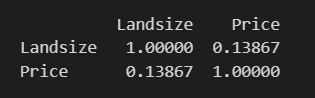 Landsize Price
Landsize 1.00000 0.13867
Price 0.13867 1.00000